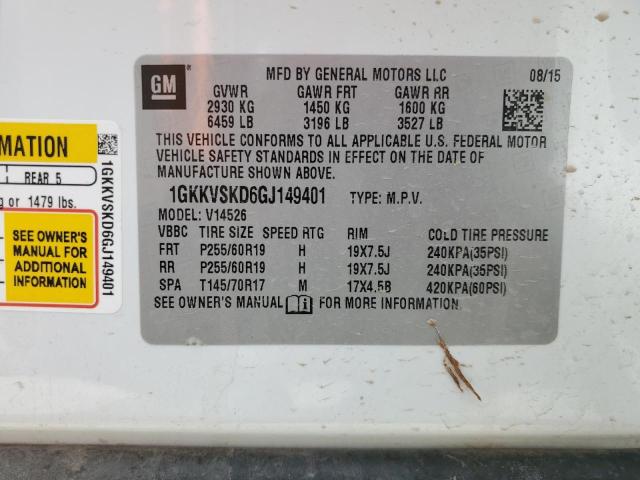 GM
MFD BY GENERAL MOTORS LLC 08/15
GVWR GAWR FRT GAWR RR
2930 KG 1450 KG 1600 KG
6459 LB 3196 LB 3527 LB
THIS VEHICLE CONFORMS TO ALL APPLICABLE U.S. FEDERAL MOTOR
VEHICLE SAFETY STANDARDS IN EFFECT ON THE DATE OF
MANUFACTURE SHOWN ABOVE.
1GKKVSKD6GJ149401 TYPE: M.P.V.
MODEL: V14526
VBBC TIRE SIZE SPEED RTG RIM COLD TIRE PRESSURE
FRT P255/60R19 H 19X7.5J 240KPA(35PSI)
RR P255/60R19 H 19X7.5J 240KPA(35PSI)
SPA T145/70R17 M 17X4.5B 420KPA(60PSI)
SEE OWNER'S MANUAL FOR MORE INFORMATION
MATION
REAR 5
or 1479 lbs.
SEE OWNER'S
MANUAL FOR
ADDITIONAL
INFORMATION
1GKKVSKD6GJ149401